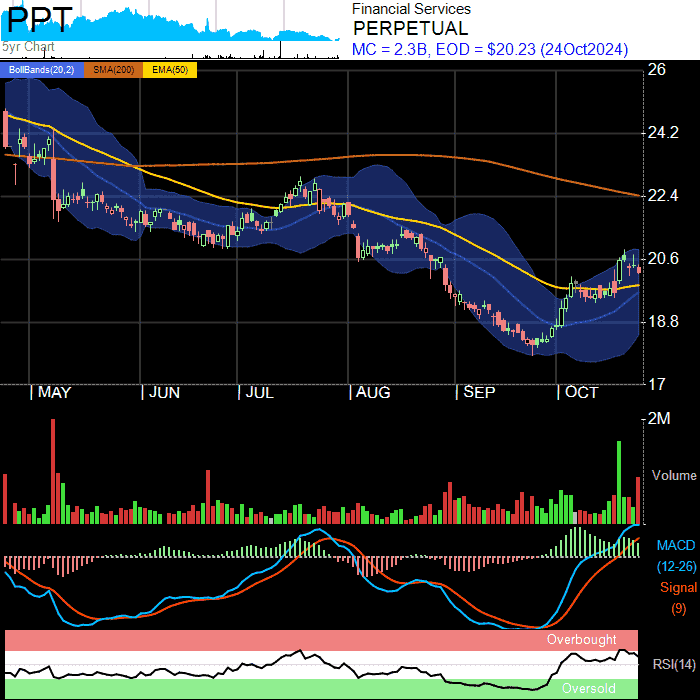 PPT
5yr Chart
Financial Services
PERPETUAL
MC = 2.3B, EOD = $20.23 (24Oct2024)
BollBands(20,2) SMA(200) EMA(50)
26
24.2
22.4
20.6
18.8
17
| MAY | JUN | JUL | AUG | SEP | OCT
2M
Volume
MACD
(12-26)
Signal
(9)
Overbought
RSI(14)
Oversold